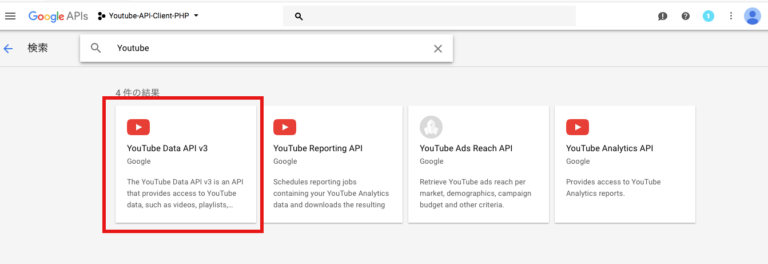 Google APIs Youtube-API-Client-PHP 1
検索 Youtube
4 件の結果
YouTube Data API v3
Google
The YouTube Data API v3 is an API
that provides access to YouTube
data, such as videos, playlists,...
YouTube Reporting API
Google
Schedules reporting jobs
containing your YouTube Analytics
data and downloads the resulting
YouTube Ads Reach API
Google
Retrieve YouTube ads reach per
market, demographics, campaign
budget and other criteria.
YouTube Analytics API
Google
Provides access to YouTube
Analytics reports.